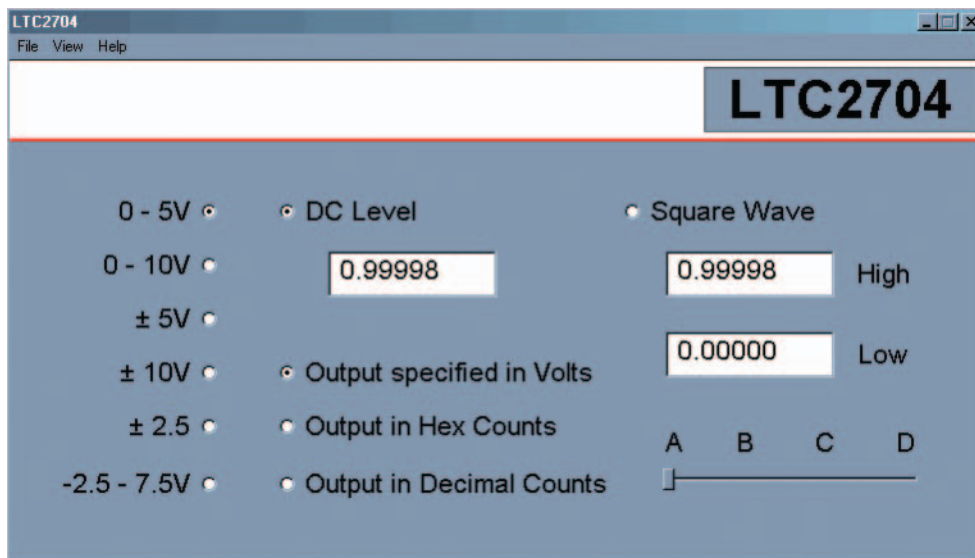 LTC2704
File View Help
LTC2704
0 - 5V DC Level Square Wave
0 - 10V 0.99998 0.99998 High
± 5V
0.00000 Low
± 10V Output specified in Volts
± 2.5 Output in Hex Counts
A B C D
-2.5 - 7.5V Output in Decimal Counts